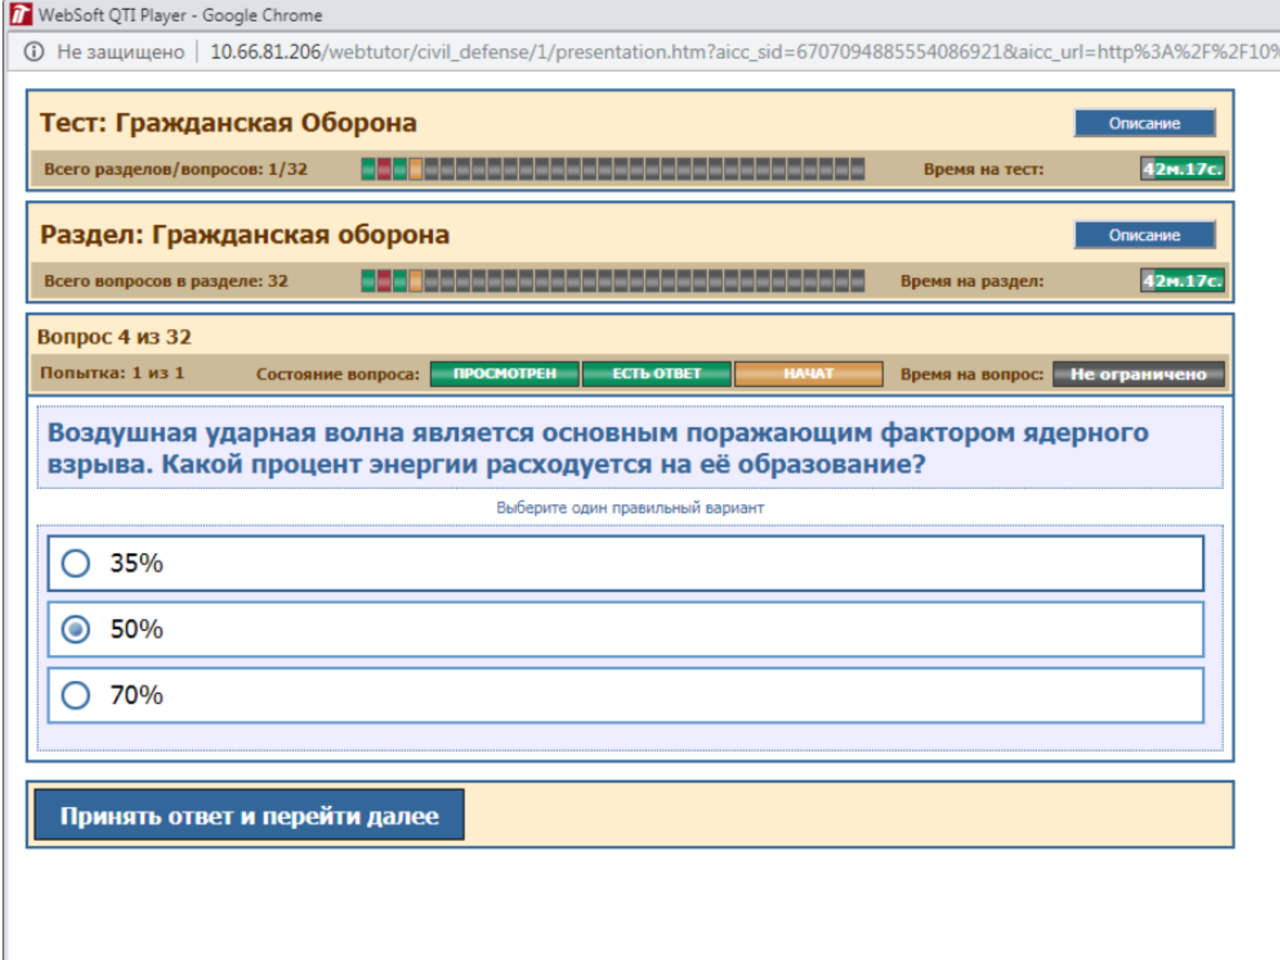 WebSoft QTI Player - Google Chrome
Не защищено | 10.66.81.206/webtutor/civil_defense/1/presentation.htm?aicc_sid=6707094885554086921&aicc_url=http%3A%2F%2F10%
Тест: Гражданская Оборона
Описание
Всего разделов/вопросов: 1/32
Время на тест:
42м.17с.
Раздел: Гражданская оборона
Описание
Всего вопросов в разделе: 32
Время на раздел:
42м.17с.
Вопрос 4 из 32
Попытка: 1 из 1
Состояние вопроса:
ПРОСМОТРЕН
ЕСТЬ ОТВЕТ
НАЧАТ
Время на вопрос:
Не ограничено
Воздушная ударная волна является основным поражающим фактором ядерного
взрыва. Какой процент энергии расходуется на её образование?
Выберите один правильный вариант
35%
50%
70%
Принять ответ и перейти далее